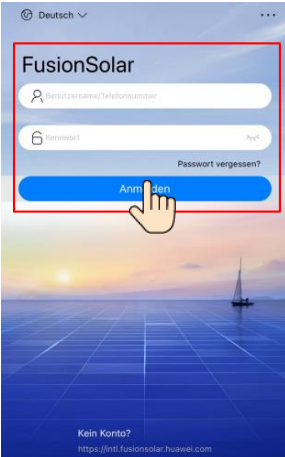 Deutsch
FusionSolar
Benutzername/Telefonnummer
Kennwort
Passwort vergessen?
Anmelden
Kein Konto?
https://intl.fusionsolar.huawei.com